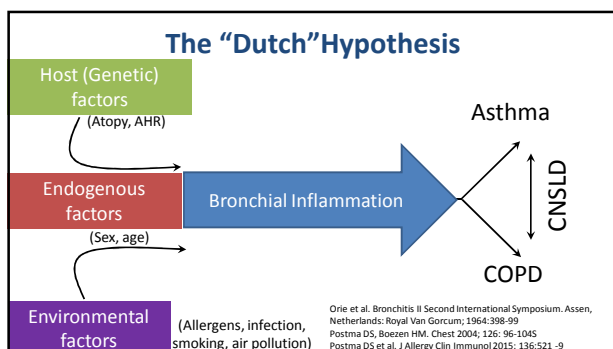 The “Dutch”Hypothesis
Host (Genetic)
factors
(Atopy, AHR)
Endogenous
factors
(Sex, age)
Environmental
factors
(Allergens, infection,
smoking, air pollution)
Bronchial Inflammation
Asthma
CNSLD
COPD
Orie et al. Bronchitis II Second International Symposium. Assen,
Netherlands: Royal Van Gorcum; 1964:398-99
Postma DS, Boezen HM. Chest 2004; 126: 96-104S
Postma DS et al. J Allergy Clin Immunol 2015; 136:521 -9